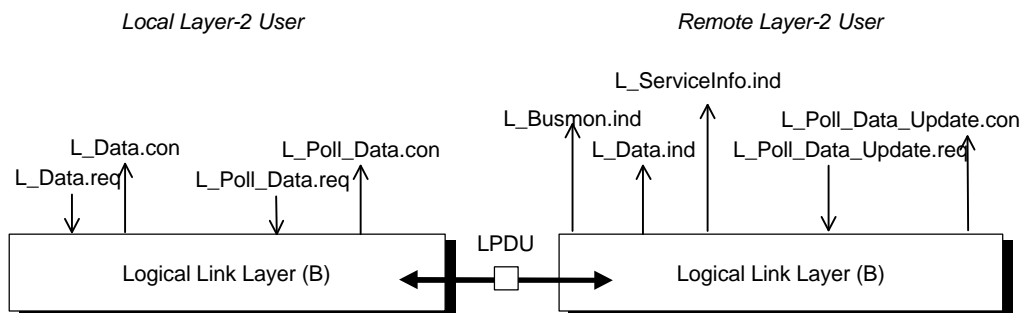 Local Layer-2 User
Remote Layer-2 User
L_ServiceInfo.ind
L_Busmon.ind
L_Poll_Data_Update.con
L_Data.con
L_Poll_Data.con
L_Data.ind
L_Poll_Data_Update.req
L_Data.req
L_Poll_Data.req
LPDU
Logical Link Layer (B)
Logical Link Layer (B)